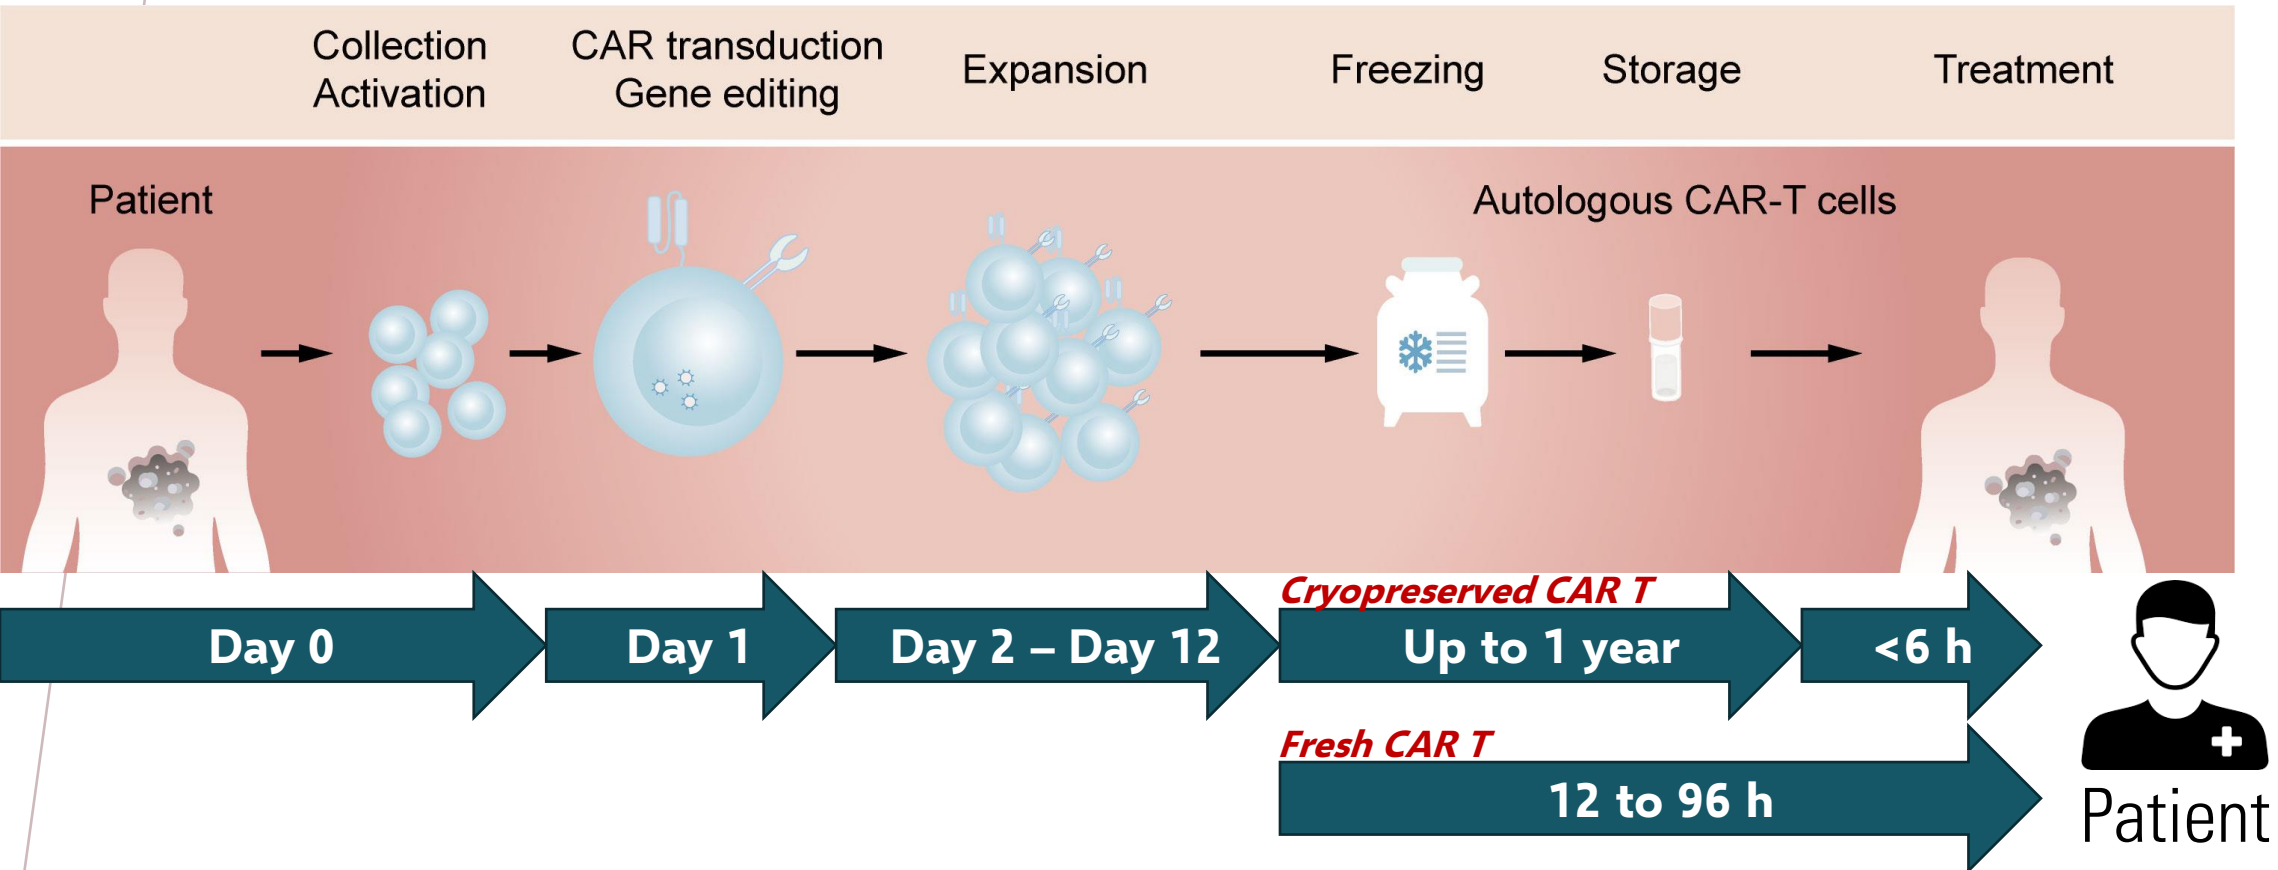 Collection
Activation
CAR transduction
Gene editing
Expansion
Freezing
Storage
Treatment
Patient
Autologous CAR-T cells
Cryopreserved CAR T
Day 0
Day 1
Day 2 – Day 12
Up to 1 year
<6 h
Fresh CAR T
12 to 96 h
Patient